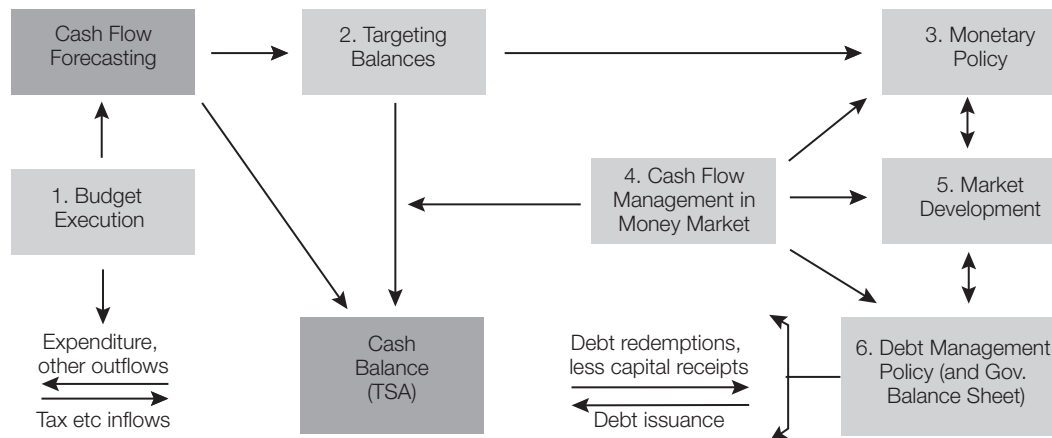 Cash Flow
Forecasting
2. Targeting
Balances
3. Monetary
Policy
1. Budget
Execution
4. Cash Flow
Management in
Money Market
5. Market
Development
Expenditure,
other outflows
Tax etc inflows
Cash
Balance
(TSA)
Debt redemptions,
less capital receipts
Debt issuance
6. Debt Management
Policy (and Gov.
Balance Sheet)